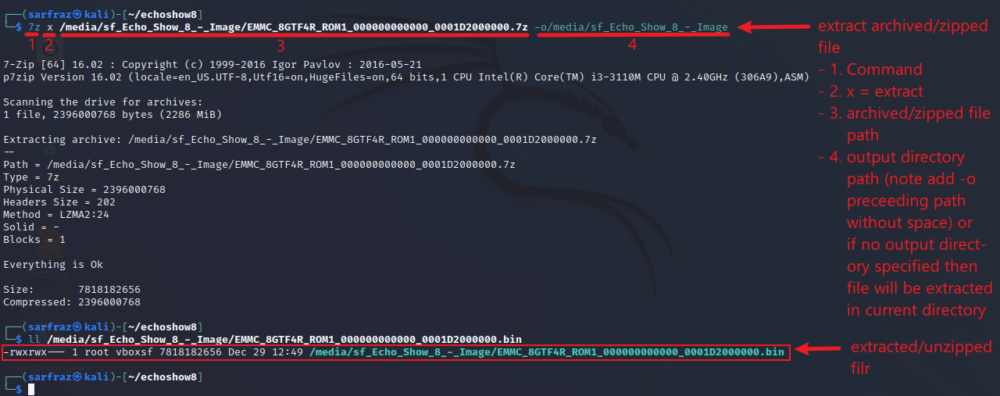 ┌──(sarfraz㉿kali)-[~/echoshow8]
└─$ 7z x /media/sf_Echo_Show_8_-_Image/EMMC_8GTF4R_ROM1_000000000000_0001D2000000.7z -o/media/sf_Echo_Show_8_-_Image
1 2 3 4
7-Zip [64] 16.02 : Copyright (c) 1999-2016 Igor Pavlov : 2016-05-21
p7zip Version 16.02 (locale=en_US.UTF-8,Utf16=on,HugeFiles=on,64 bits,1 CPU Intel(R) Core(TM) i3-3110M CPU @ 2.40GHz (306A9),ASM)
Scanning the drive for archives:
1 file, 2396000768 bytes (2286 MiB)
Extracting archive: /media/sf_Echo_Show_8_-_Image/EMMC_8GTF4R_ROM1_000000000000_0001D2000000.7z
--
Path = /media/sf_Echo_Show_8_-_Image/EMMC_8GTF4R_ROM1_000000000000_0001D2000000.7z
Type = 7z
Physical Size = 2396000768
Headers Size = 202
Method = LZMA2:24
Solid = -
Blocks = 1
Everything is Ok
Size:       7818182656
Compressed: 2396000768
┌──(sarfraz㉿kali)-[~/echoshow8]
└─$ ll /media/sf_Echo_Show_8_-_Image/EMMC_8GTF4R_ROM1_000000000000_0001D2000000.bin
-rwxrwx--- 1 root vboxsf 7818182656 Dec 29 12:49 /media/sf_Echo_Show_8_-_Image/EMMC_8GTF4R_ROM1_000000000000_0001D2000000.bin
┌──(sarfraz㉿kali)-[~/echoshow8]
└─$
extract archived/zipped
file
- 1. Command
- 2. x = extract
- 3. archived/zipped file
path
- 4. output directory
path (note add -o
preceeding path
without space) or
if no output direct-
ory specified then
file will be extracted
in current directory
extracted/unzipped
filr